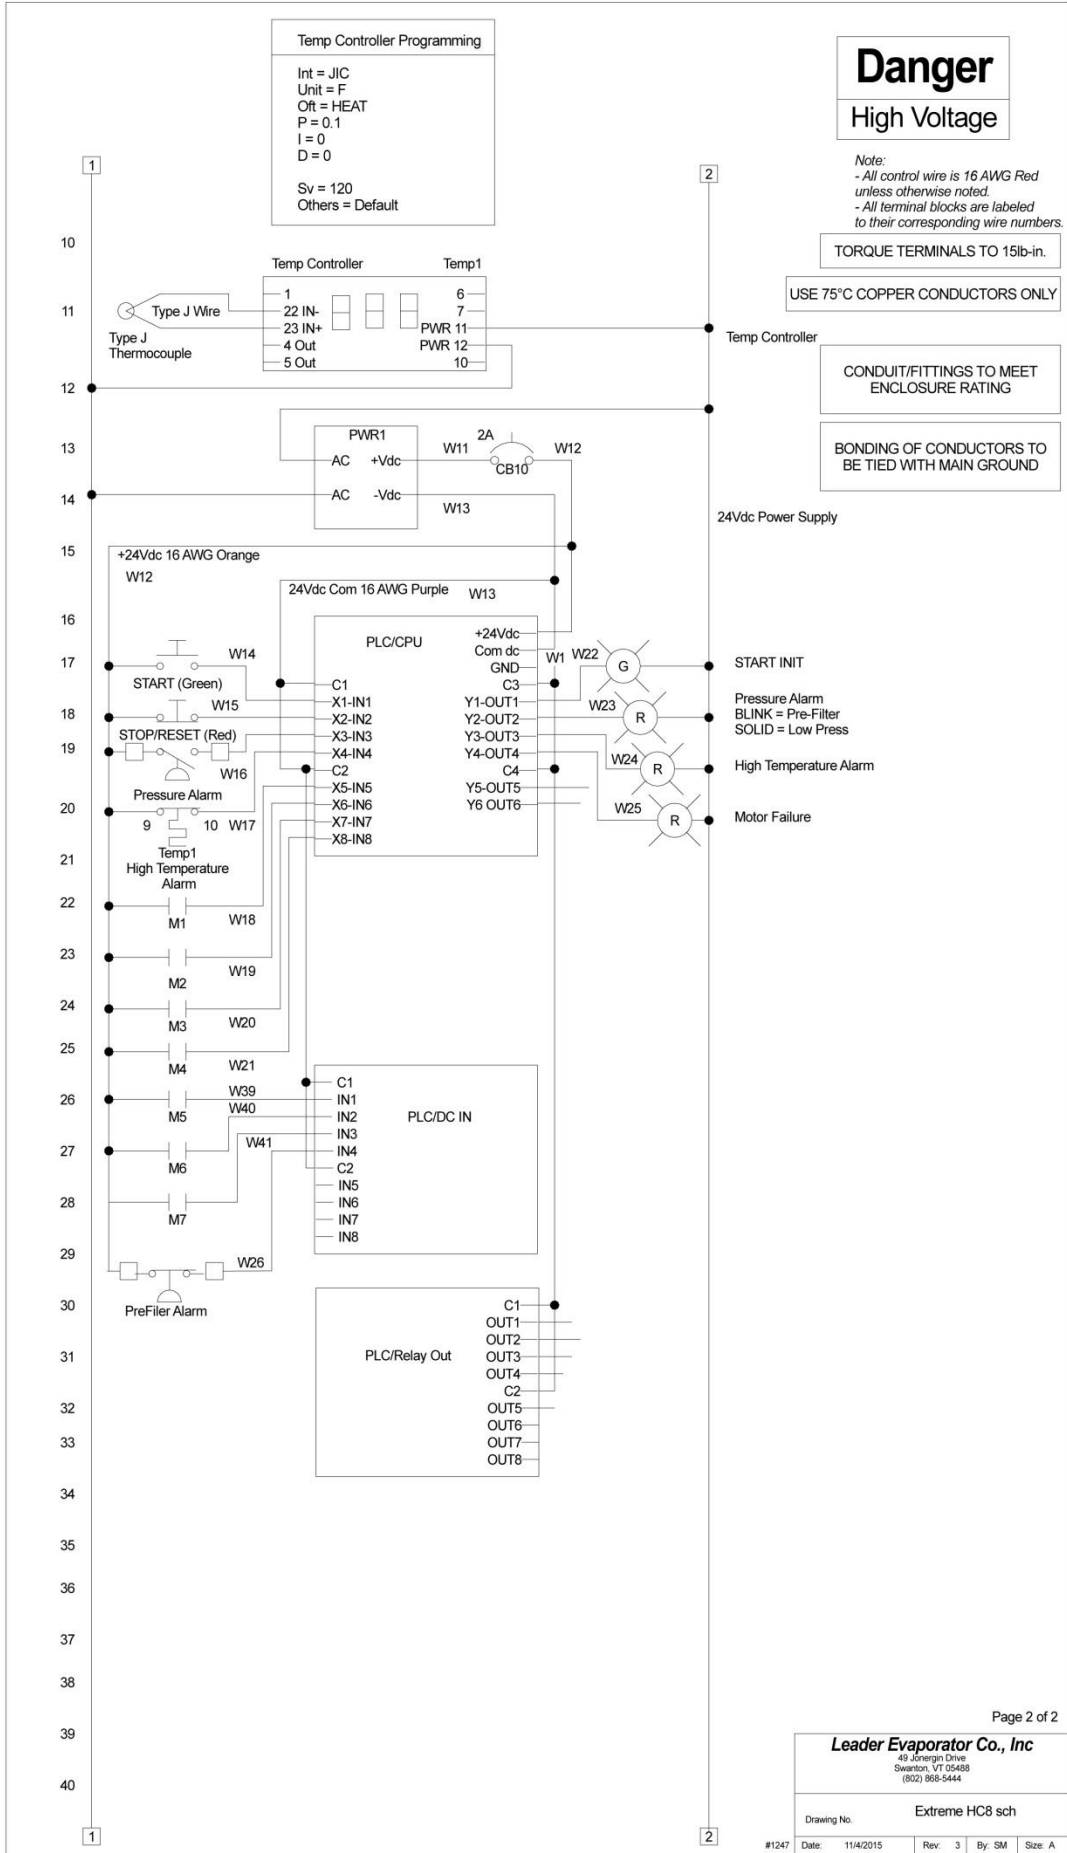 Temp Controller Programming
Int = JIC
Unit = F
Oft = HEAT
P = 0.1
I = 0
D = 0
Sv = 120
Others = Default
Danger
High Voltage
Note:
- All control wire is 16 AWG Red
unless otherwise noted.
- All terminal blocks are labeled
to their corresponding wire numbers.
TORQUE TERMINALS TO 15lb-in.
USE 75°C COPPER CONDUCTORS ONLY
CONDUIT/FITTINGS TO MEET
ENCLOSURE RATING
BONDING OF CONDUCTORS TO
BE TIED WITH MAIN GROUND
1
2
10
11
12
13
14
15
16
17
18
19
20
21
22
23
24
25
26
27
28
29
30
31
32
33
34
35
36
37
38
39
40
1
2
Temp Controller
Temp1
1
22 IN-
23 IN+
4 Out
5 Out
6
7
PWR 11
PWR 12
10
Type J Wire
Type J
Thermocouple
Temp Controller
PWR1
AC
+Vdc
AC
-Vdc
W11
2A
CB10
W12
W13
24Vdc Power Supply
+24Vdc 16 AWG Orange
W12
24Vdc Com 16 AWG Purple
W13
PLC/CPU
+24Vdc
Com dc
GND
C3
Y1-OUT1
Y2-OUT2
Y3-OUT3
Y4-OUT4
C4
Y5-OUT5
Y6 OUT6
C1
X1-IN1
X2-IN2
X3-IN3
X4-IN4
C2
X5-IN5
X6-IN6
X7-IN7
X8-IN8
W14
START (Green)
W15
STOP/RESET (Red)
W16
Pressure Alarm
9
10
W17
Temp1
High Temperature
Alarm
M1
W18
M2
W19
M3
W20
M4
W21
M5
W39
W40
M6
W41
M7
W26
PreFiler Alarm
W1
W22
G
START INIT
W23
R
Pressure Alarm
BLINK = Pre-Filter
SOLID = Low Press
W24
R
High Temperature Alarm
W25
R
Motor Failure
PLC/DC IN
C1
IN1
IN2
IN3
IN4
C2
IN5
IN6
IN7
IN8
PLC/Relay Out
C1
OUT1
OUT2
OUT3
OUT4
C2
OUT5
OUT6
OUT7
OUT8
Page 2 of 2
Leader Evaporator Co., Inc
49 Jonergin Drive
Swanton, VT 05488
(802) 868-5444
Drawing No.
Extreme HC8 sch
#1247
Date: 11/4/2015
Rev: 3
By: SM
Size: A